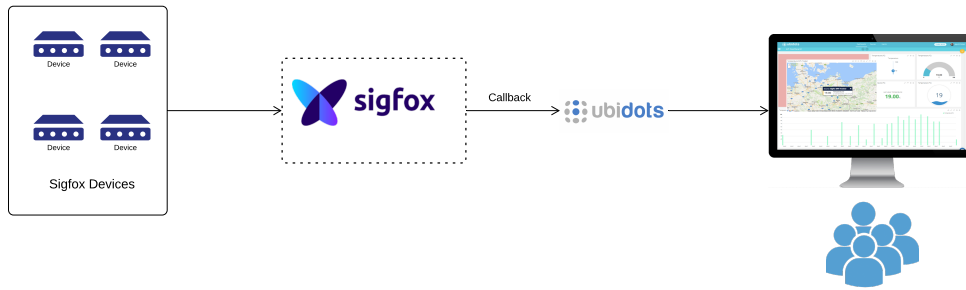 Device
Device
Device
Device
Sigfox Devices
sigfox
Callback
ubidots
19.00
19